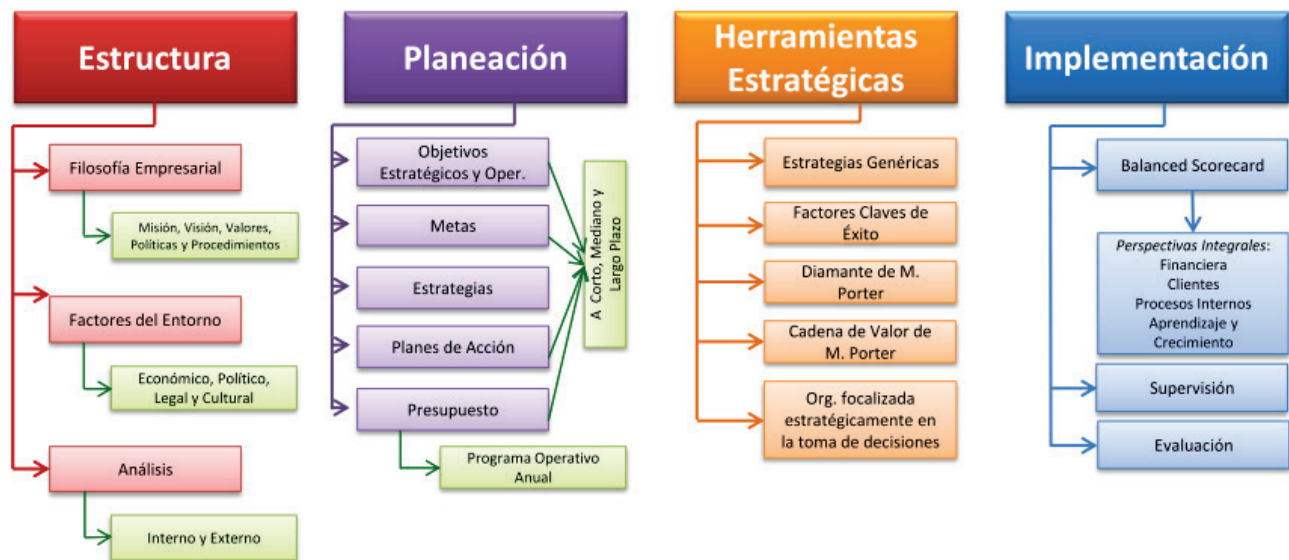 Estructura
Filosofía Empresarial
Misión, Visión, Valores,
Políticas y Procedimientos
Factores del Entorno
Económico, Político,
Legal y Cultural
Análisis
Interno y Externo
Planeación
Objetivos
Estratégicos y Oper.
Metas
Estrategias
Planes de Acción
Presupuesto
Programa Operativo
Anual
A Corto, Mediano y
Largo Plazo
Herramientas
Estratégicas
Estrategias Genéricas
Factores Claves de
Éxito
Diamante de M.
Porter
Cadena de Valor de
M. Porter
Org. focalizada
estratégicamente en
la toma de decisiones
Implementación
Balanced Scorecard
Perspectivas Integrales:
Financiera
Clientes
Procesos Internos
Aprendizaje y
Crecimiento
Supervisión
Evaluación